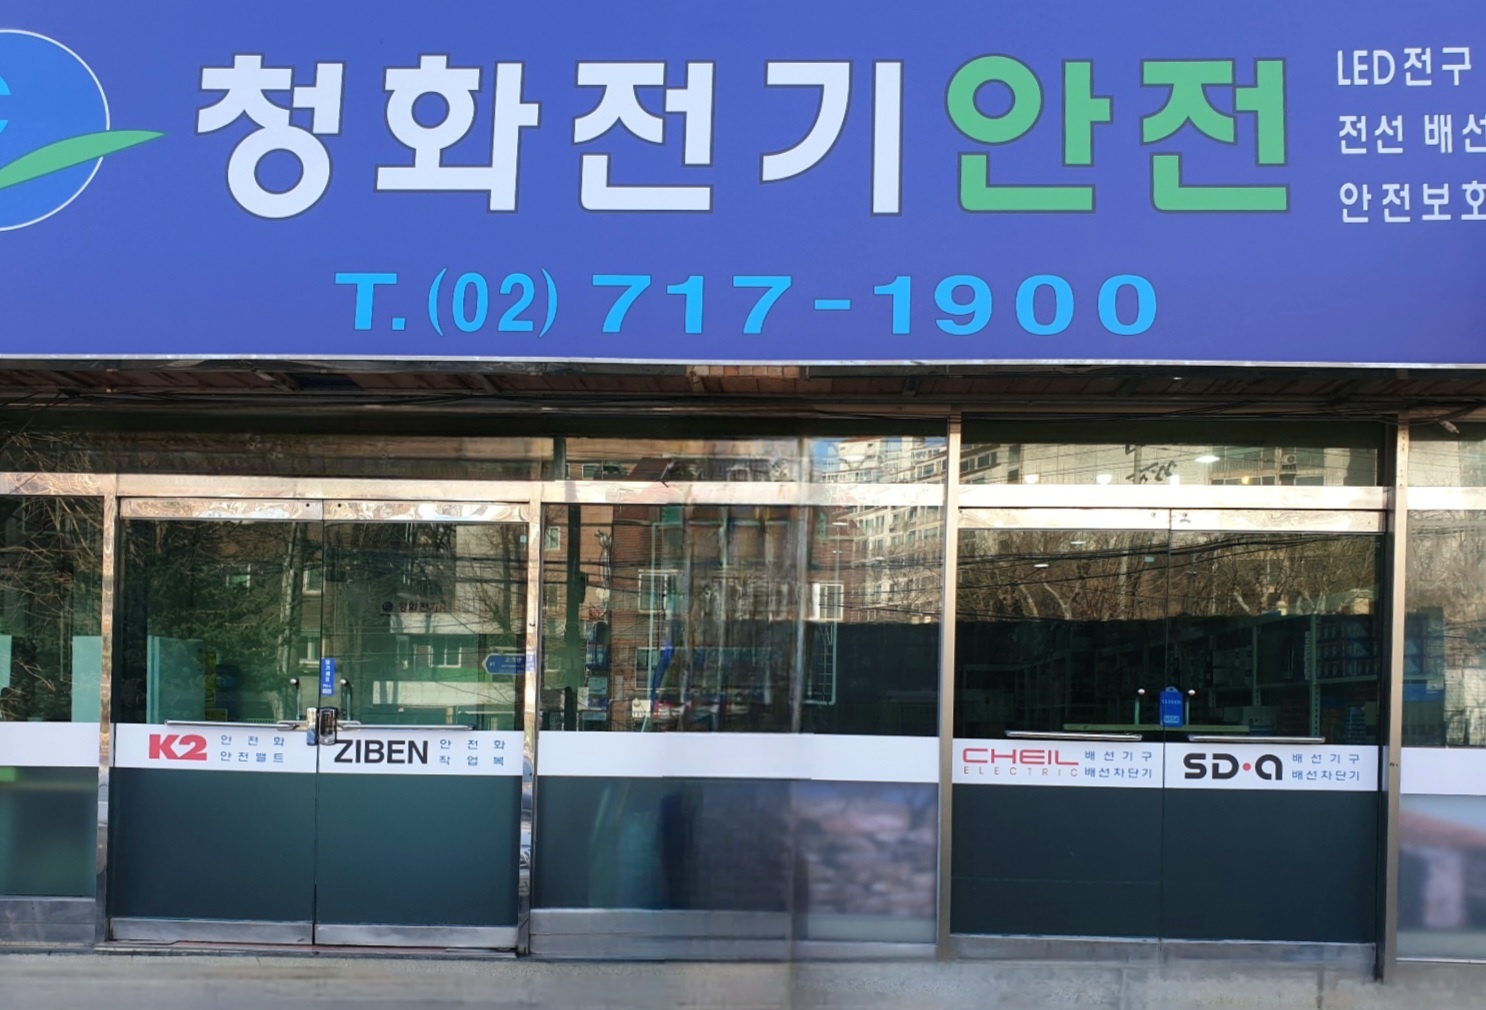 청화전기안전
LED전구
전선 배선
안전보호
T. (02) 717-1900
K2 안전화
안전벨트
ZIBEN 안전화
작업복
CHEIL
ELECTRIC
배선기구
배선차단기
SD·A 배선기구
배선차단기